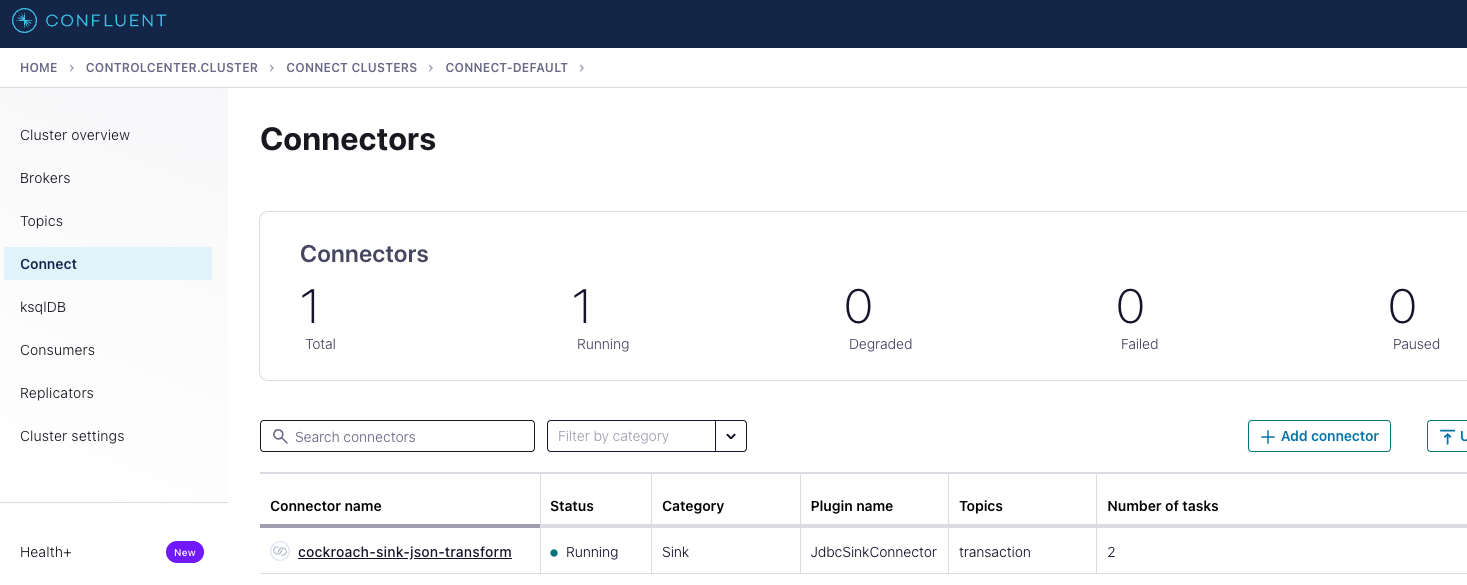 CONFLUENT
HOME > CONTROLCENTER.CLUSTER > CONNECT CLUSTERS > CONNECT-DEFAULT >
Cluster overview
Brokers
Topics
Connect
ksqlDB
Consumers
Replicators
Cluster settings
Health+ New
Connectors
Connectors
1 1 0 0 0
Total Running Degraded Failed Paused
Search connectors Filter by category + Add connector U
Connector name Status Category Plugin name Topics Number of tasks
cockroach-sink-json-transform Running Sink JdbcSinkConnector transaction 2